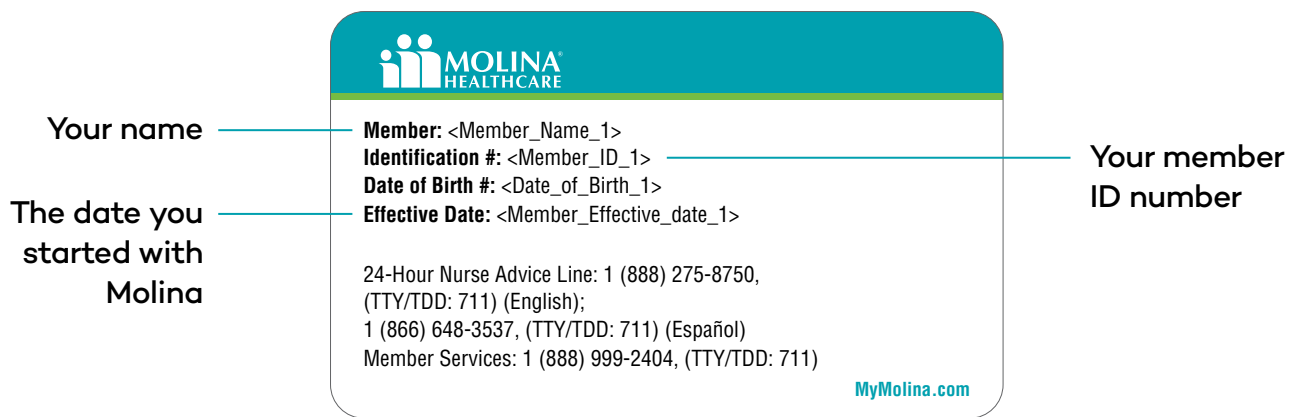 MOLINA®
HEALTHCARE
Your name
Member: <Member_Name_1>
Identification #: <Member_ID_1>
Your member
ID number
Date of Birth #: <Date_of_Birth_1>
The date you
started with
Molina
Effective Date: <Member_Effective_date_1>
24-Hour Nurse Advice Line: 1 (888) 275-8750,
(TTY/TDD: 711) (English);
1 (866) 648-3537, (TTY/TDD: 711) (Español)
Member Services: 1 (888) 999-2404, (TTY/TDD: 711)
MyMolina.com